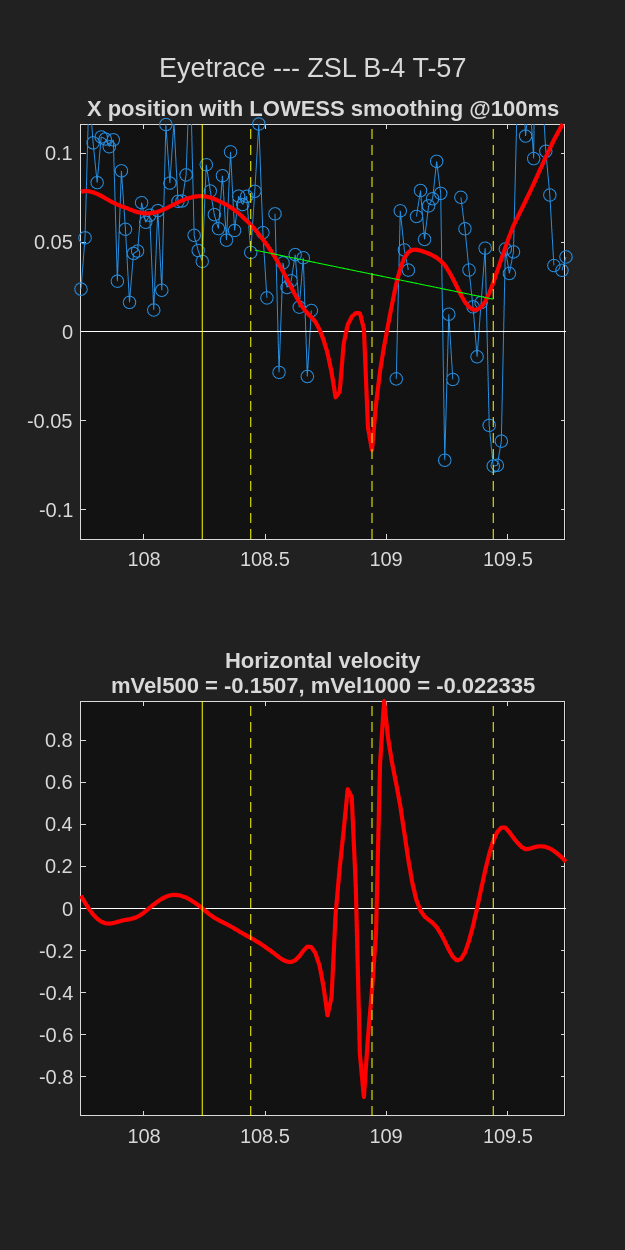 Eyetrace --- ZSL B-4 T-57
X position with LOWESS smoothing @100ms
0.1
0.05
0
-0.05
-0.1
108 108.5 109 109.5
Horizontal velocity
mVel500 = -0.1507, mVel1000 = -0.022335
0.8
0.6
0.4
0.2
0
-0.2
-0.4
-0.6
-0.8
108 108.5 109 109.5